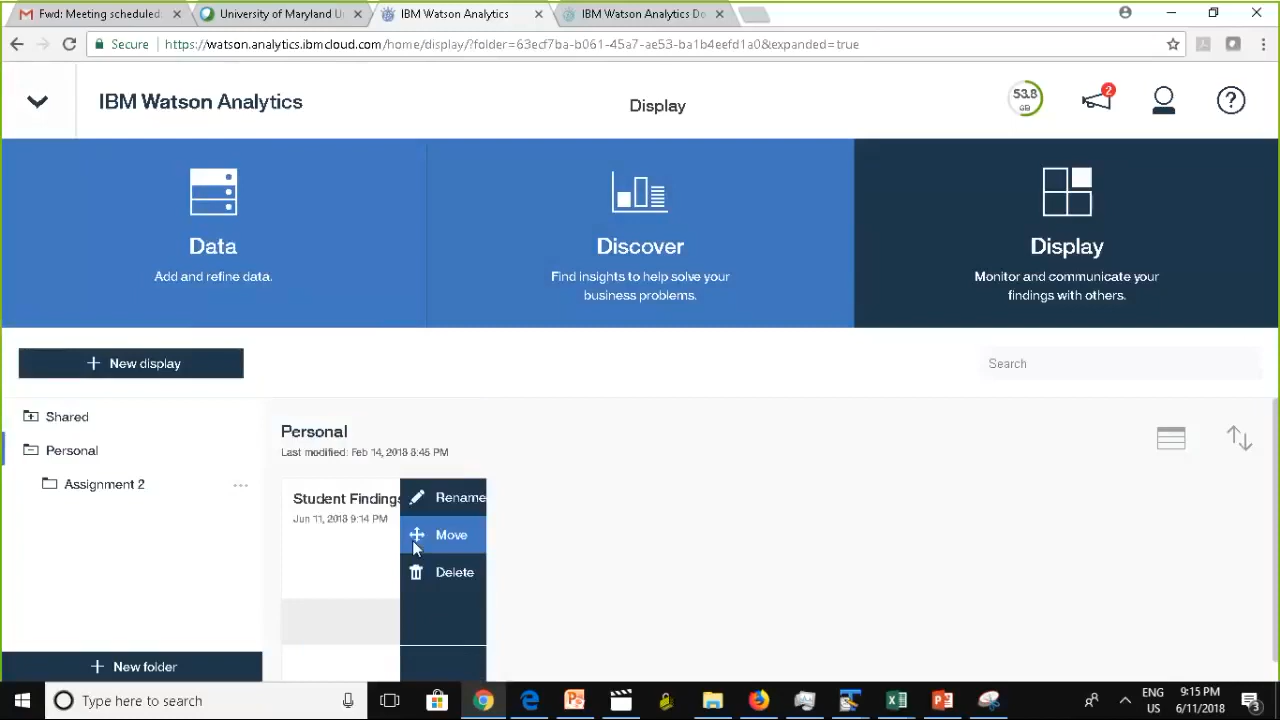 Fwd: Meeting scheduled
University of Maryland U
IBM Watson Analytics
IBM Watson Analytics Do
Secure
https://watson.analytics.ibmcloud.com/home/display/?folder=63ecf7ba-b061-45a7-ae53-ba1b4eefd1a0&expanded=true
IBM Watson Analytics
Display
53.8
GB
2
Data
Add and refine data.
Discover
Find insights to help solve your
business problems.
Display
Monitor and communicate your
findings with others.
New display
Search
Shared
Personal
Assignment 2
New folder
Personal
Last modified: Feb 14, 2018 8:45 PM
Student Findings
Jun 11, 2018 9:14 PM
Rename
Move
Delete
Type here to search
ENG
US
9:15 PM
6/11/2018
3